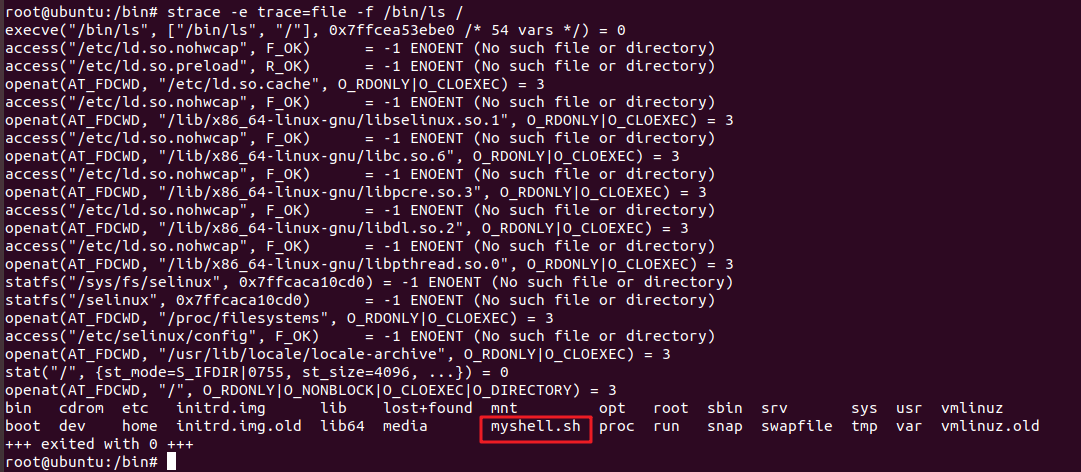 root@ubuntu:/bin# strace -e trace=file -f /bin/ls /
execve("/bin/ls", ["/bin/ls", "/"], 0x7ffcea53ebe0 /* 54 vars */) = 0
access("/etc/ld.so.nohwcap", F_OK)      = -1 ENOENT (No such file or directory)
access("/etc/ld.so.preload", R_OK)      = -1 ENOENT (No such file or directory)
openat(AT_FDCWD, "/etc/ld.so.cache", O_RDONLY|O_CLOEXEC) = 3
access("/etc/ld.so.nohwcap", F_OK)      = -1 ENOENT (No such file or directory)
openat(AT_FDCWD, "/lib/x86_64-linux-gnu/libselinux.so.1", O_RDONLY|O_CLOEXEC) = 3
access("/etc/ld.so.nohwcap", F_OK)      = -1 ENOENT (No such file or directory)
openat(AT_FDCWD, "/lib/x86_64-linux-gnu/libc.so.6", O_RDONLY|O_CLOEXEC) = 3
access("/etc/ld.so.nohwcap", F_OK)      = -1 ENOENT (No such file or directory)
openat(AT_FDCWD, "/lib/x86_64-linux-gnu/libpcre.so.3", O_RDONLY|O_CLOEXEC) = 3
access("/etc/ld.so.nohwcap", F_OK)      = -1 ENOENT (No such file or directory)
openat(AT_FDCWD, "/lib/x86_64-linux-gnu/libdl.so.2", O_RDONLY|O_CLOEXEC) = 3
access("/etc/ld.so.nohwcap", F_OK)      = -1 ENOENT (No such file or directory)
openat(AT_FDCWD, "/lib/x86_64-linux-gnu/libpthread.so.0", O_RDONLY|O_CLOEXEC) = 3
statfs("/sys/fs/selinux", 0x7ffcaca10cd0) = -1 ENOENT (No such file or directory)
statfs("/selinux", 0x7ffcaca10cd0)      = -1 ENOENT (No such file or directory)
openat(AT_FDCWD, "/proc/filesystems", O_RDONLY|O_CLOEXEC) = 3
access("/etc/selinux/config", F_OK)     = -1 ENOENT (No such file or directory)
openat(AT_FDCWD, "/usr/lib/locale/locale-archive", O_RDONLY|O_CLOEXEC) = 3
stat("/", {st_mode=S_IFDIR|0755, st_size=4096, ...}) = 0
openat(AT_FDCWD, "/", O_RDONLY|O_NONBLOCK|O_CLOEXEC|O_DIRECTORY) = 3
bin   cdrom  etc   initrd.img      lib    lost+found  mnt         opt   root  sbin  srv       sys  usr  vmlinuz
boot  dev    home  initrd.img.old  lib64  media       myshell.sh  proc  run   snap  swapfile  tmp  var  vmlinuz.old
+++ exited with 0 +++
root@ubuntu:/bin#